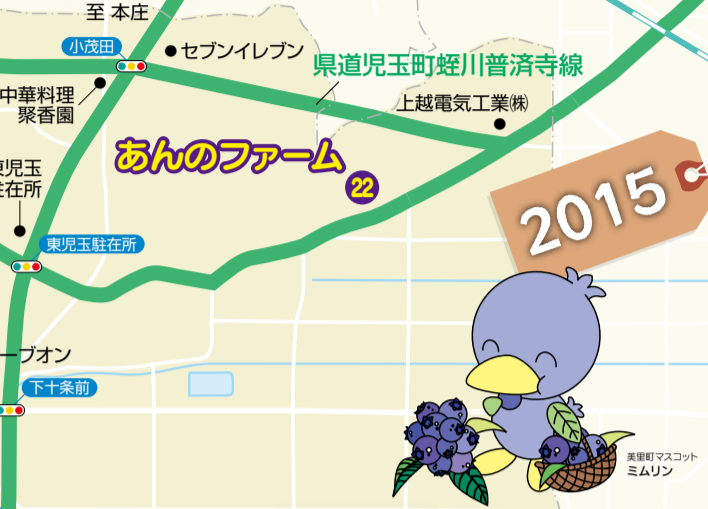 至 本庄
小茂田
セブンイレブン
県道児玉町蛭川普済寺線
中華料理
聚香園
上越電気工業㈱
あんのファーム
22
東児玉
駐在所
2015
東児玉駐在所
ーブオン
下十条前
美里町マスコット
ミムリン